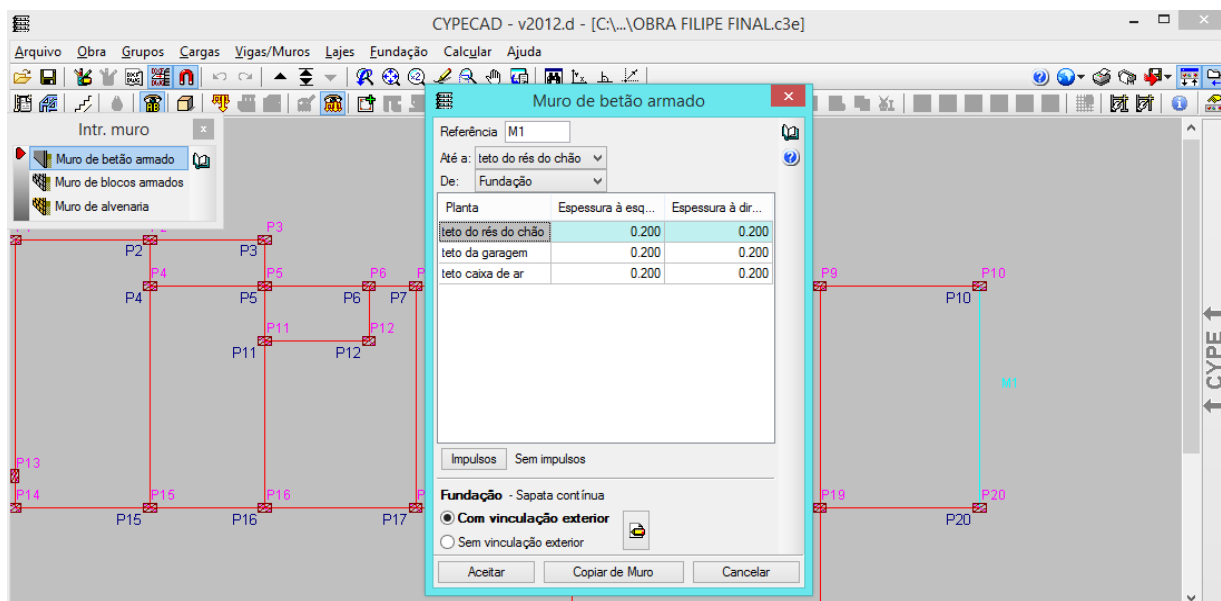 CYPECAD - v2012.d - [C:\...\OBRA FILIPE FINAL.c3e]
Arquivo Obra Grupos Cargas Vigas/Muros Lajes Fundação Calcular Ajuda
Intr. muro
Muro de betão armado
Muro de blocos armados
Muro de alvenaria
Muro de betão armado
Referência M1
Até a: teto do rés do chão
De: Fundação
Planta Espessura à esq... Espessura à dir...
teto do rés do chão 0.200 0.200
teto da garagem 0.200 0.200
teto caixa de ar 0.200 0.200
Impulsos Sem impulsos
Fundação - Sapata contínua
Com vinculação exterior
Sem vinculação exterior
Aceitar Copiar de Muro Cancelar
P3
P2 P3
P4 P5 P6 P P9 P10
P4 P5 P6 P7 P10
P11 P12
P11 P12
M1
P13
P14 P15 P16 P P19 P20
P15 P16 P17 P20
CYPE